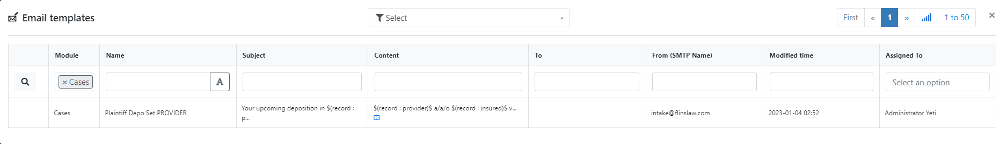 Email templates
Select
First « 1 » 1 to 50 ×
Module Name Subject Content To From (SMTP Name) Modified time Assigned To
× Cases A Select an option
Cases Plaintiff Depo Set PROVIDER Your upcoming deposition in $(record : $(record : provider)$ a/a/o $(record : insured)$ v... intake@flinslaw.com 2023-01-04 02:52 Administrator Yeti
p...